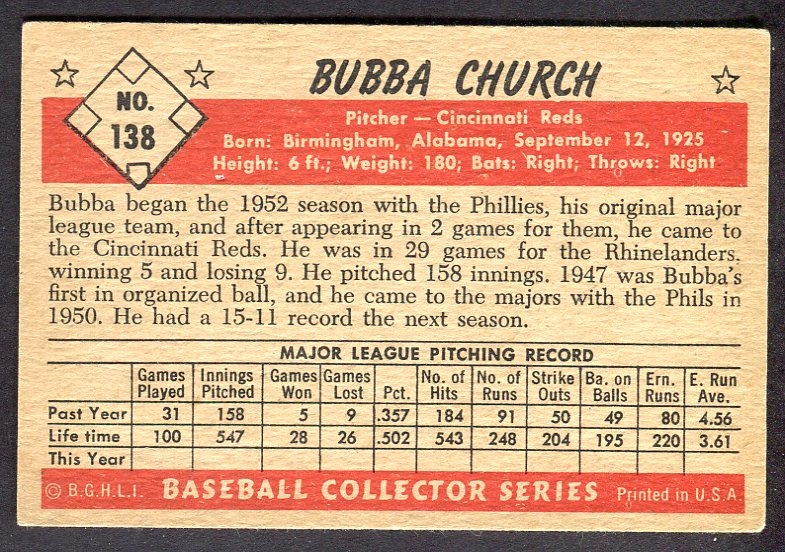 BUBBA CHURCH
NO.
138
Pitcher — Cincinnati Reds
Born: Birmingham, Alabama, September 12, 1925
Height: 6 ft.; Weight: 180; Bats: Right; Throws: Right
Bubba began the 1952 season with the Phillies, his original major
league team, and after appearing in 2 games for them, he came to
the Cincinnati Reds. He was in 29 games for the Rhinelanders,
winning 5 and losing 9. He pitched 158 innings. 1947 was Bubba's
first in organized ball, and he came to the majors with the Phils in
1950. He had a 15-11 record the next season.
MAJOR LEAGUE PITCHING RECORD
Games Innings Games Games No. of No. of Strike Ba. on Ern. E. Run
Played Pitched Won Lost Pct. Hits Runs Outs Balls Runs Ave.
Past Year 31 158 5 9 .357 184 91 50 49 80 4.56
Life time 100 547 28 26 .502 543 248 204 195 220 3.61
This Year
© B.G.H.L.I. BASEBALL COLLECTOR SERIES Printed in U.S.A.